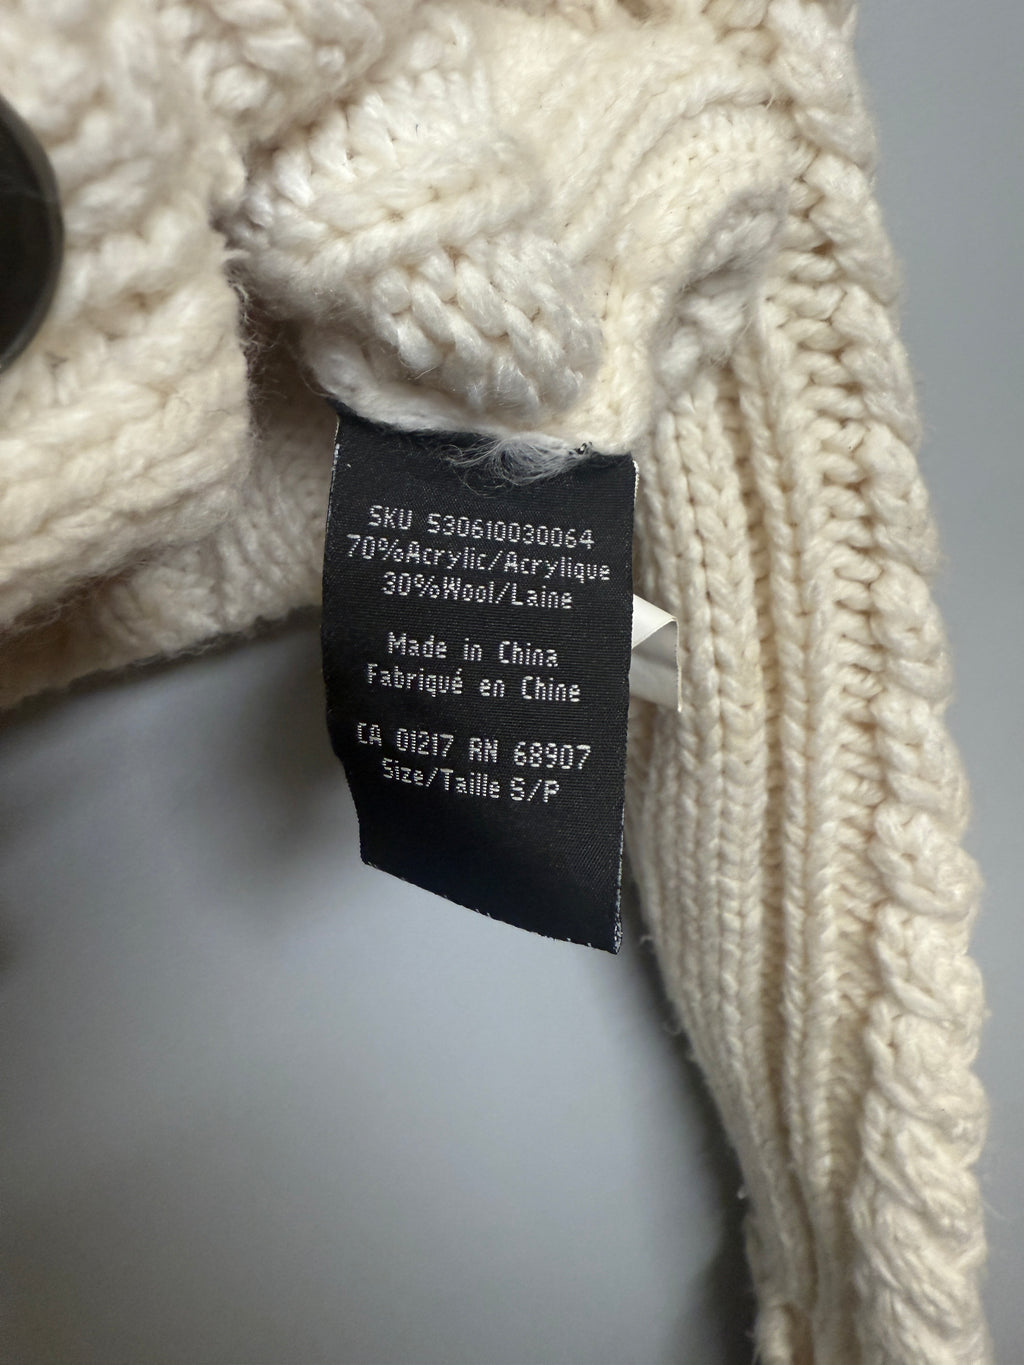 SKU 530610030064
70%Acrylic/Acrylique
30%Wool/Laine
Made in China
Fabriqué en Chine
CA 01217 RN 68907
Size/Taille S/P